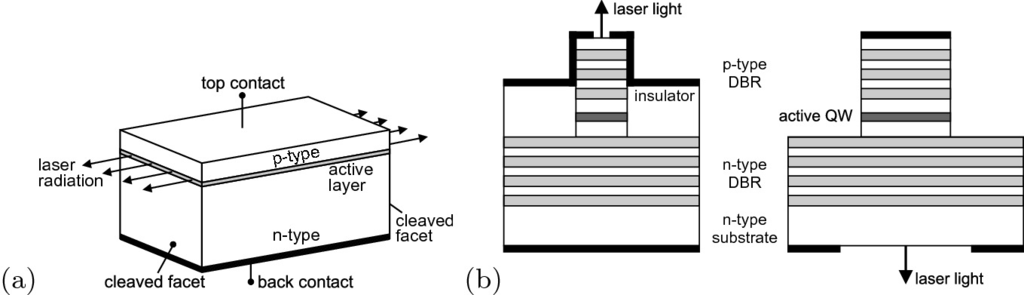 top contact
laser
radiation
p-type
active
layer
n-type
cleaved
facet
cleaved facet
back contact
(a)
laser light
insulator
p-type
DBR
active QW
n-type
DBR
n-type
substrate
laser light
(b)